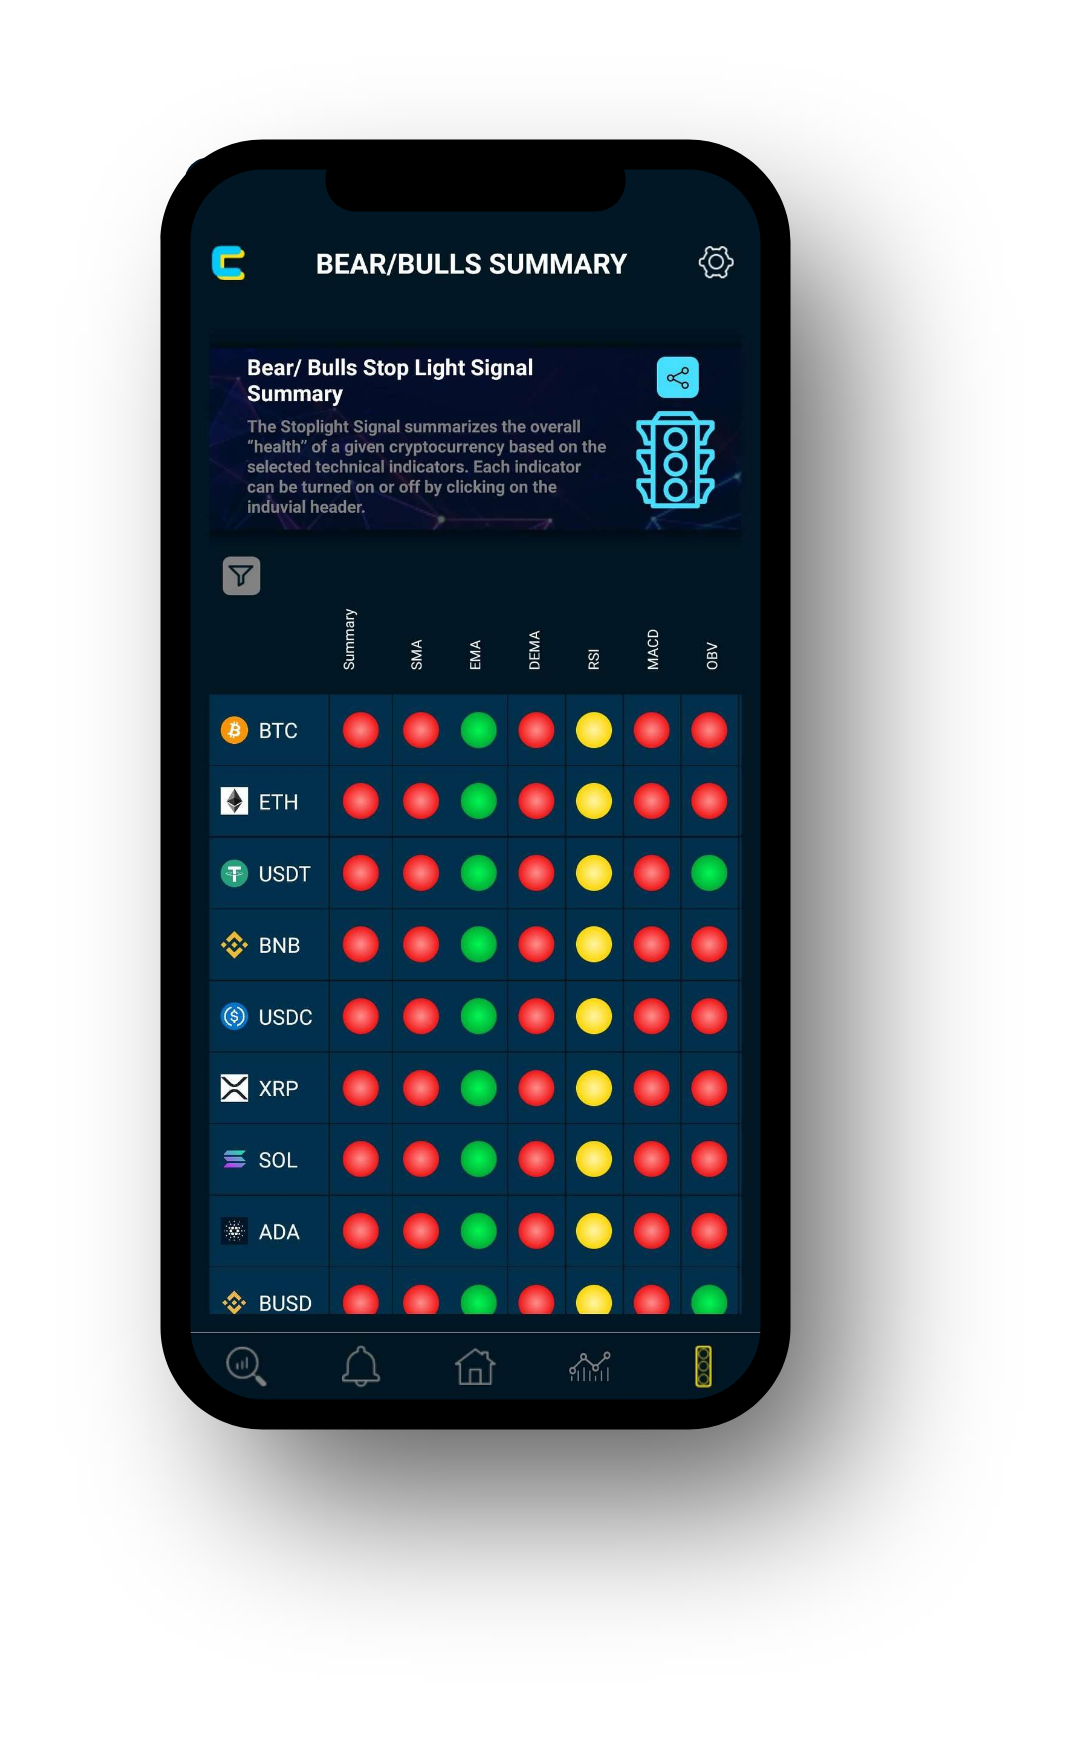 BEAR/BULLS SUMMARY
Bear/ Bulls Stop Light Signal
Summary
The Stoplight Signal summarizes the overall
“health” of a given cryptocurrency based on the
selected technical indicators. Each indicator
can be turned on or off by clicking on the
induvial header.
Summary
SMA
EMA
DEMA
RSI
MACD
OBV
BTC
ETH
USDT
BNB
USDC
XRP
SOL
ADA
BUSD